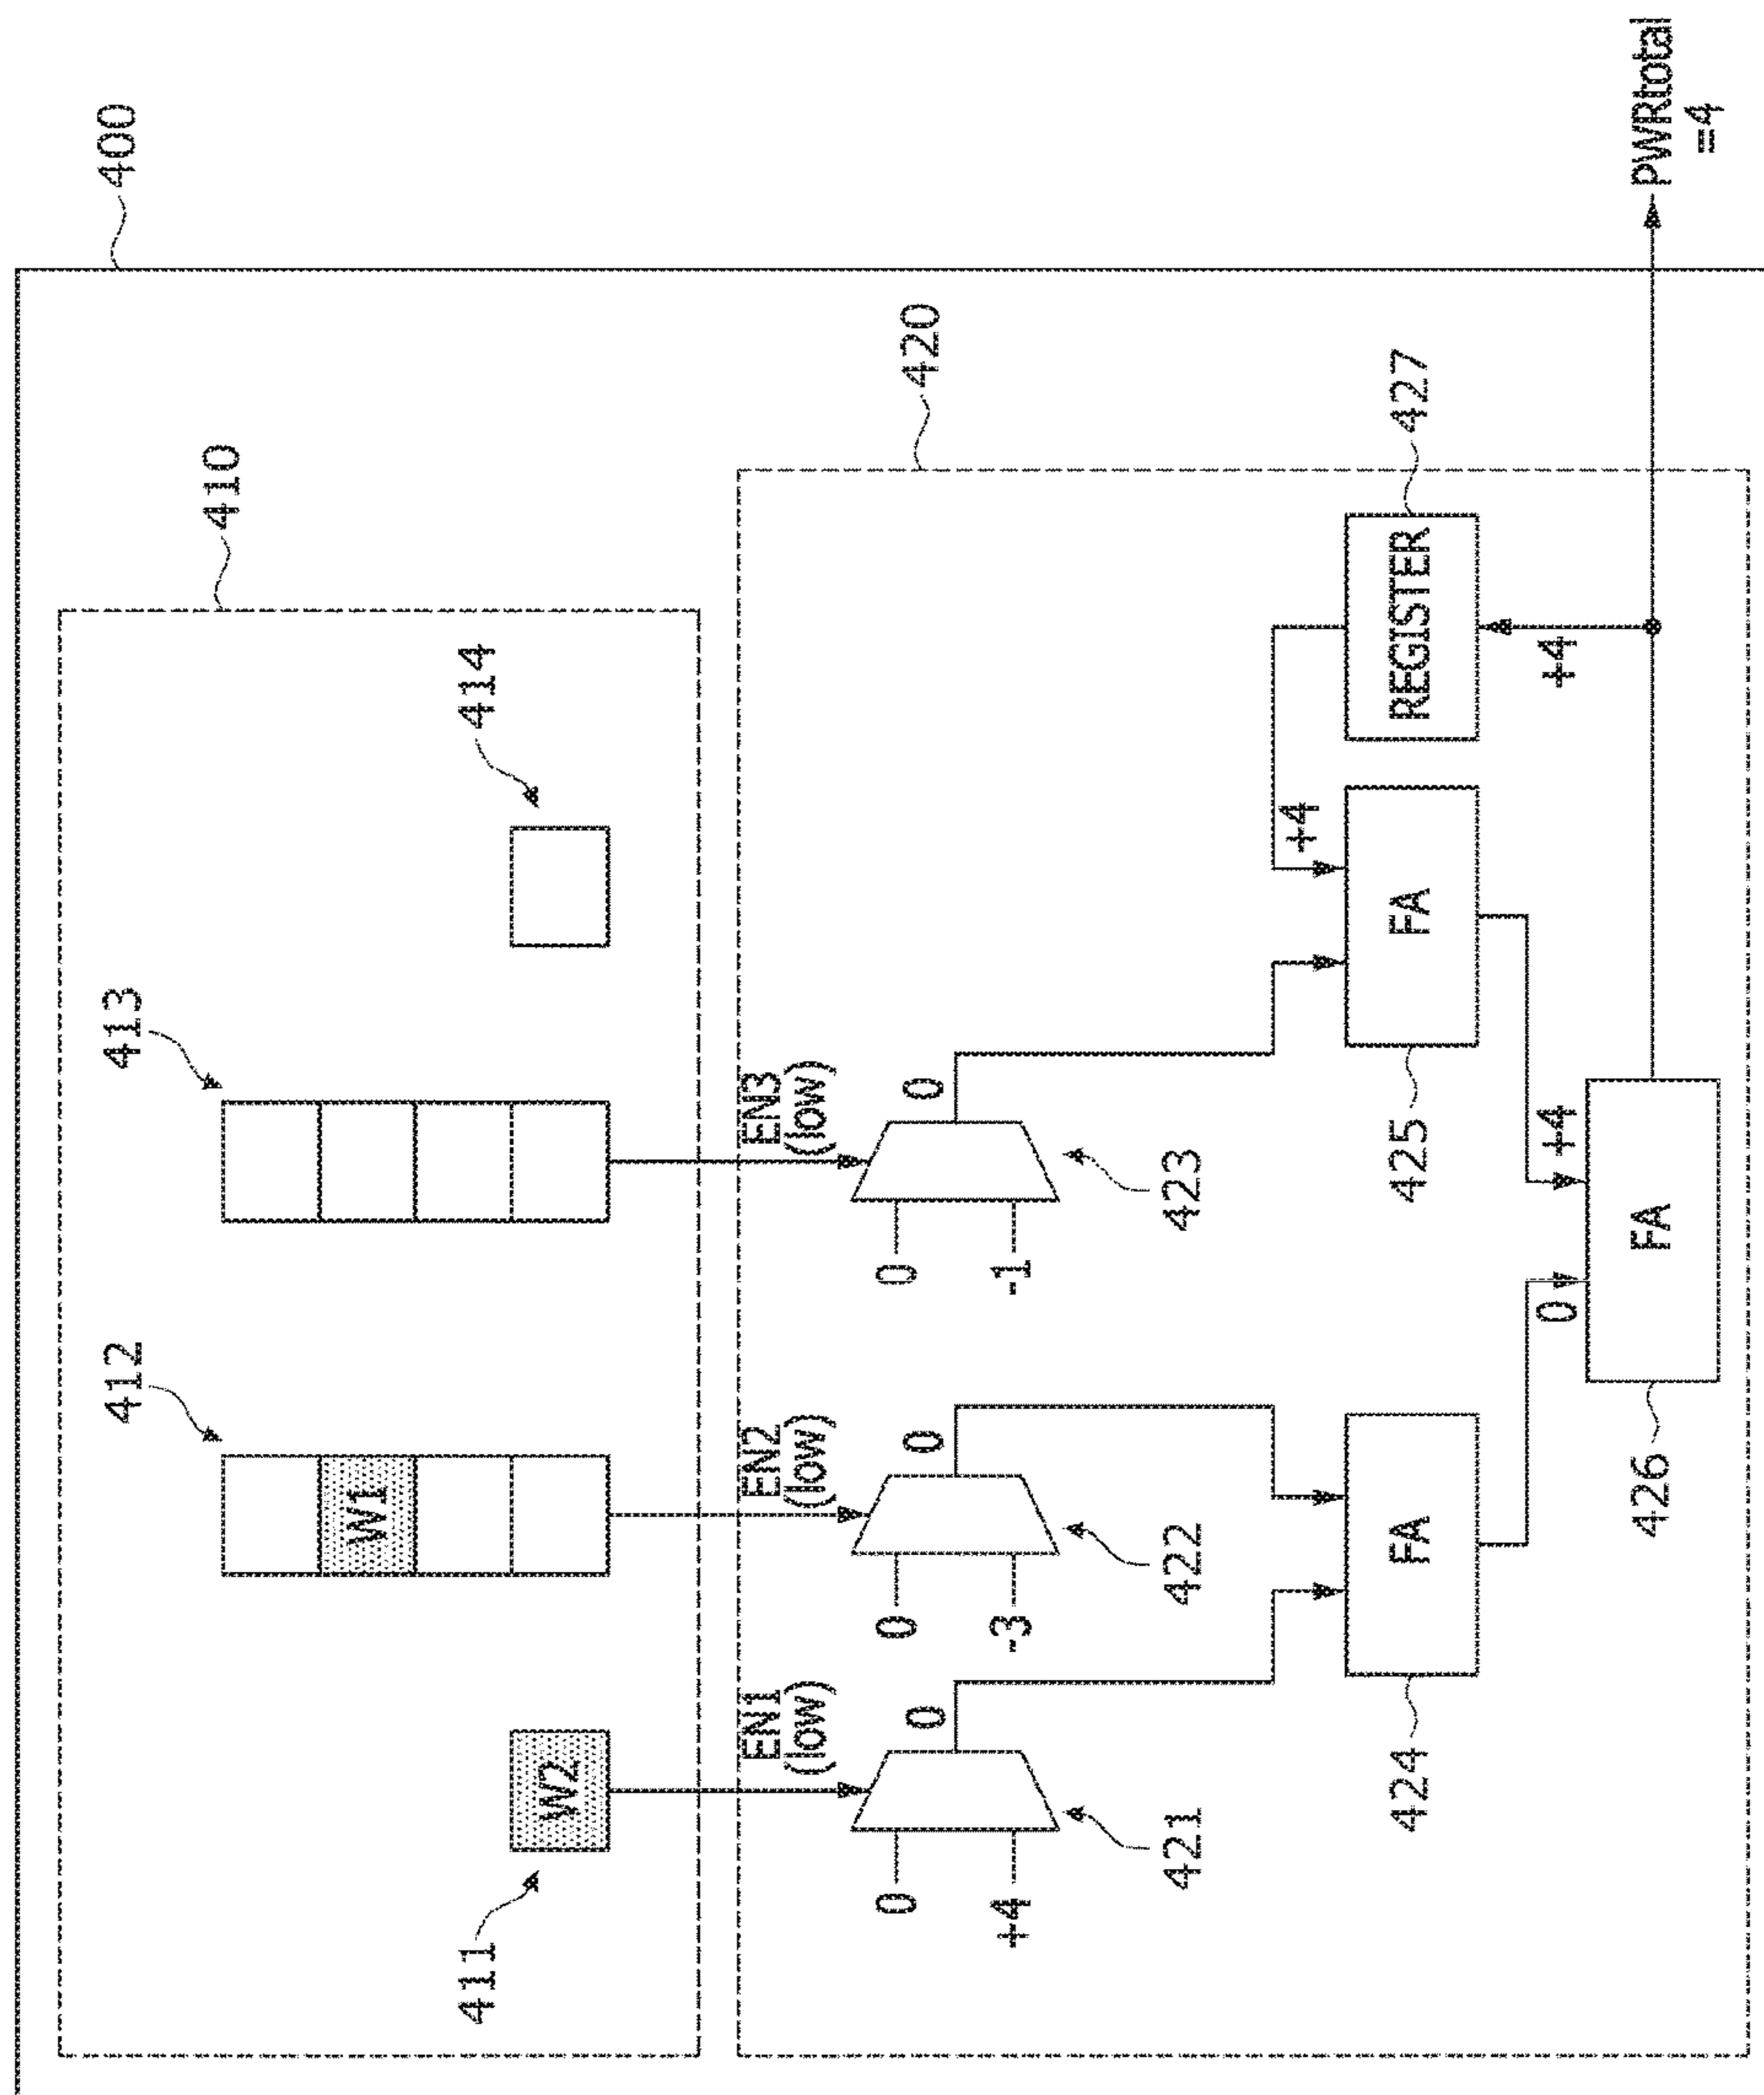 400
410
413
412
414
411
W1
W2
420
EN1
(low)
EN2
(low)
EN3
(low)
0
+4
0
421
0
-3
0
422
0
-1
0
423
+4
FA
424
FA
425
REGISTER
427
+4
0
+4
FA
426
PWRtotal
=4